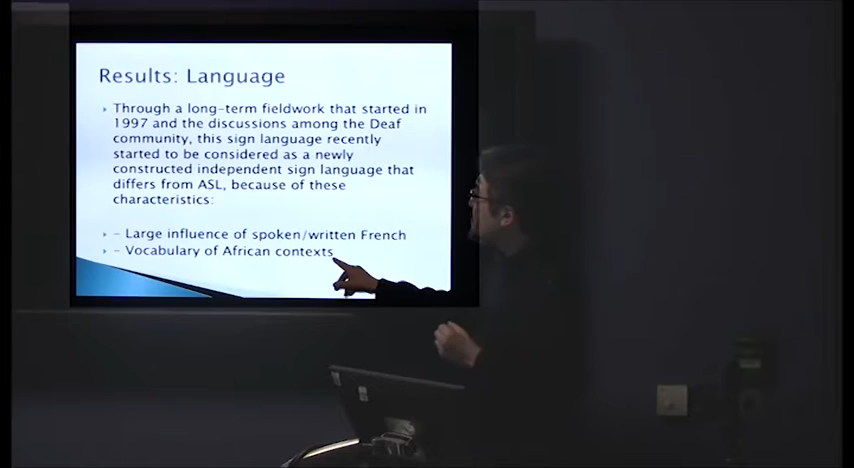 Results: Language
Through a long-term fieldwork that started in
1997 and the discussions among the Deaf
community, this sign language recently
started to be considered as a newly
constructed independent sign language that
differs from ASL, because of these
characteristics:
- Large influence of spoken/written French
- Vocabulary of African contexts